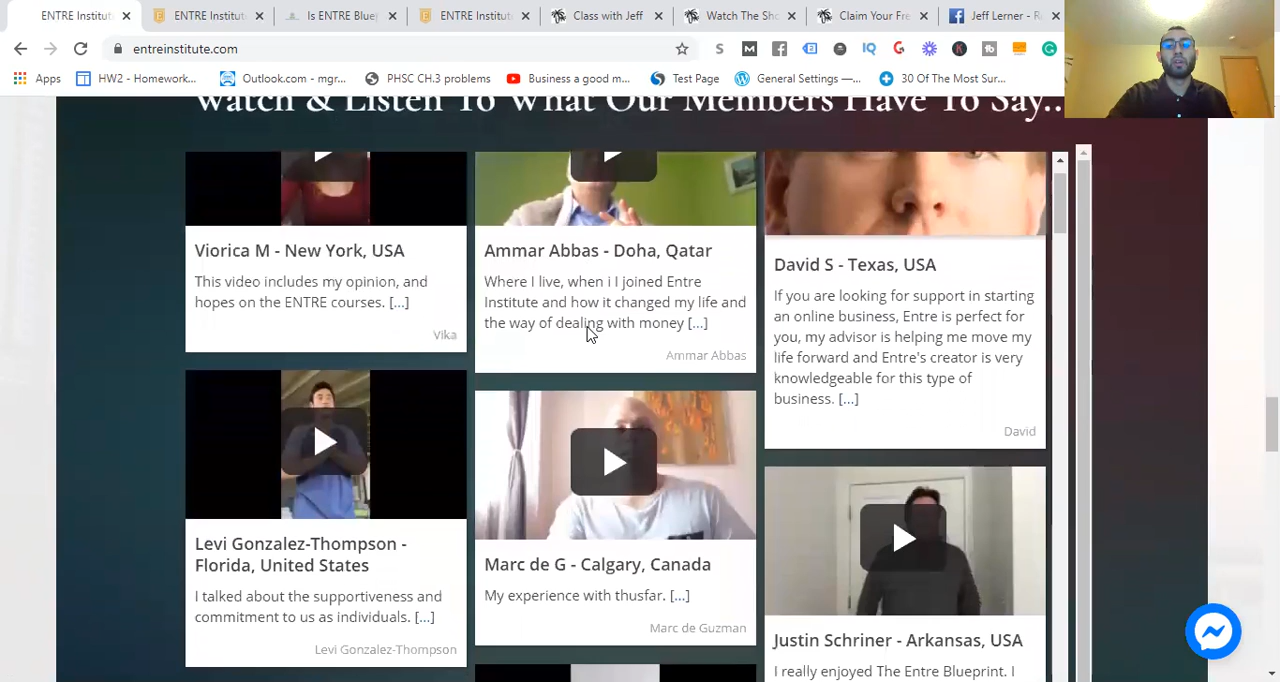 ENTRE Institut
ENTRE Institut
Is ENTRE Blue
ENTRE Institut
Class with Jeff
Watch The Sho
Claim Your Fre
Jeff Lerner - R
entreinstitute.com
Apps
HW2 - Homework...
Outlook.com - mgr...
PHSC CH.3 problems
Business a good m...
Test Page
General Settings —...
30 Of The Most Sur...
Watch & Listen To What Our Members Have To Say...
Viorica M - New York, USA
This video includes my opinion, and
hopes on the ENTRE courses. [...]
Vika
Levi Gonzalez-Thompson -
Florida, United States
I talked about the supportiveness and
commitment to us as individuals. [...]
Levi Gonzalez-Thompson
Ammar Abbas - Doha, Qatar
Where I live, when i I joined Entre
Institute and how it changed my life and
the way of dealing with money [...]
Ammar Abbas
Marc de G - Calgary, Canada
My experience with thusfar. [...]
Marc de Guzman
David S - Texas, USA
If you are looking for support in starting
an online business, Entre is perfect for
you, my advisor is helping me move my
life forward and Entre's creator is very
knowledgeable for this type of
business. [...]
David
Justin Schriner - Arkansas, USA
I really enjoyed The Entre Blueprint. I